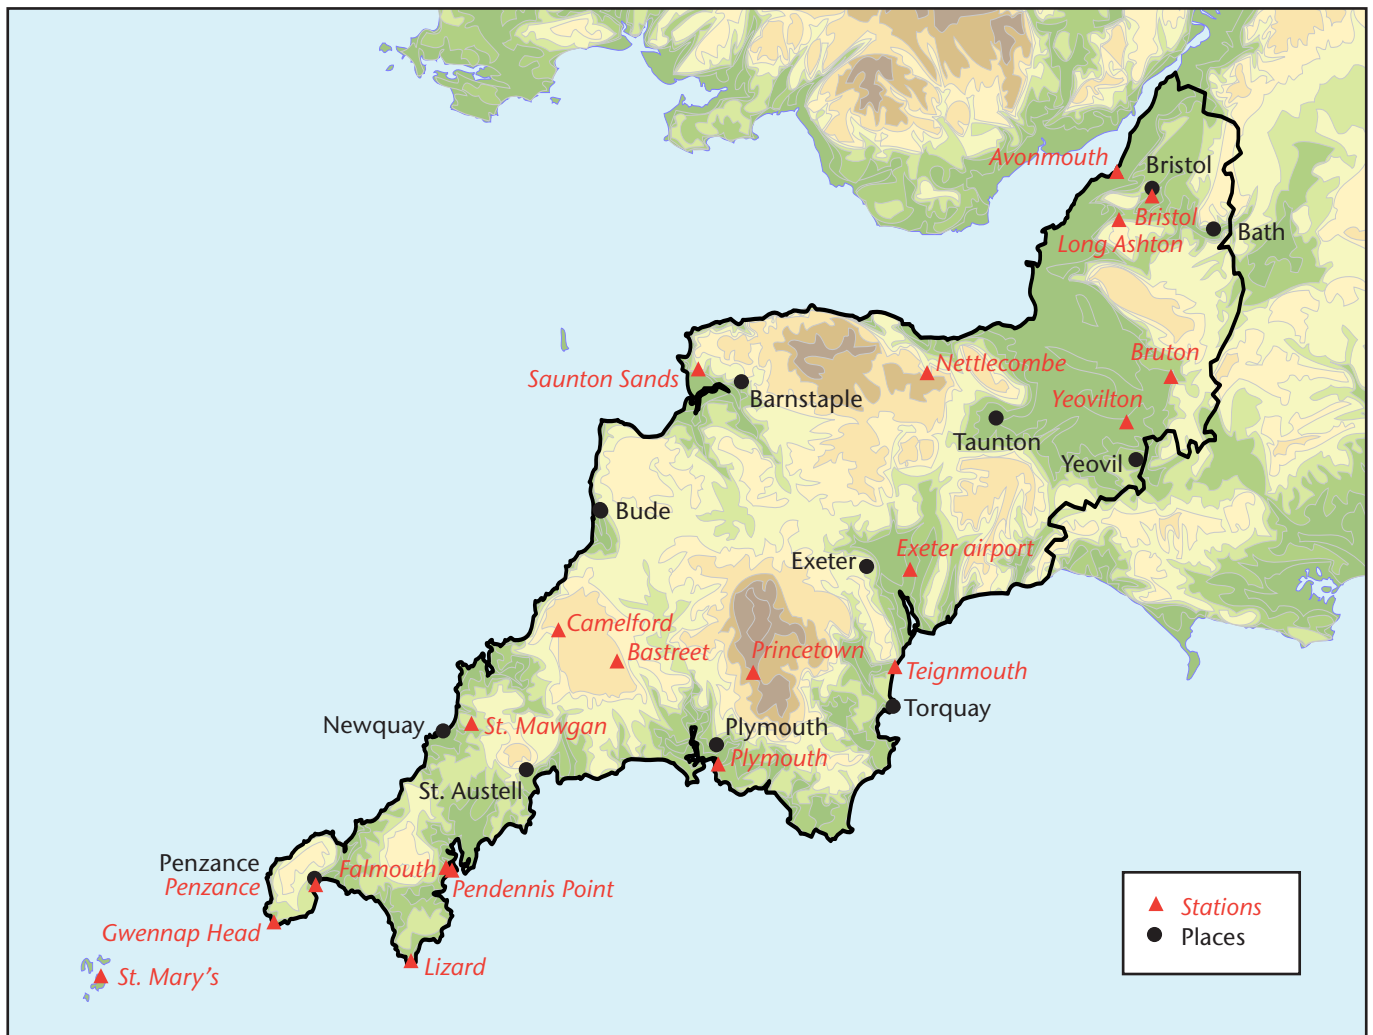 Avonmouth
Bristol
Bristol
Long Ashton
Bath
Saunton Sands
Barnstaple
Nettlecombe
Bruton
Yeovilton
Taunton
Yeovil
Bude
Exeter
Exeter airport
Camelford
Bastreet
Princetown
Teignmouth
Torquay
Newquay
St. Mawgan
Plymouth
Plymouth
St. Austell
Penzance
Penzance
Falmouth
Pendennis Point
Gwennap Head
Lizard
St. Mary’s
Stations
Places